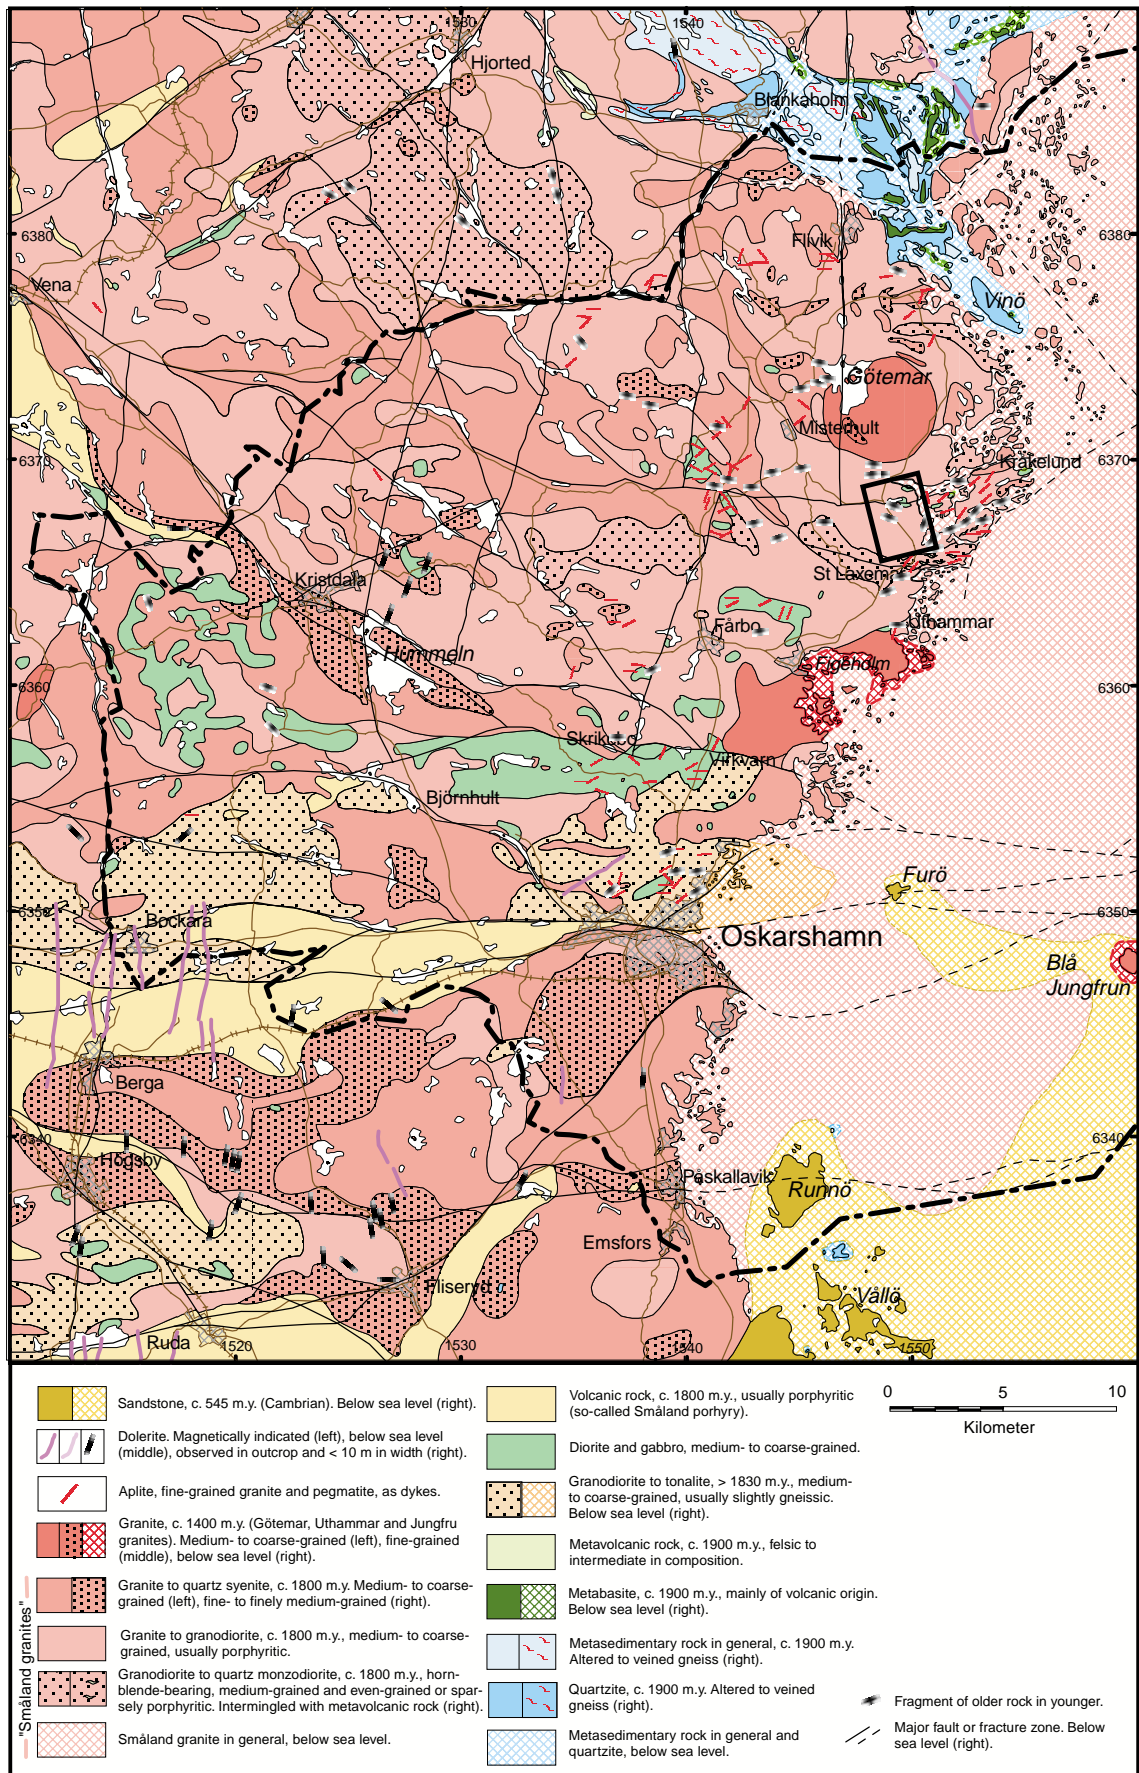 1530
1540
Hjorted
Blankaholm
6380
Flivik
6380
Vena
Vinö
Götemar
Misterhult
6370
6370
Kråkelund
Kristdala
St Laxemar
Fårbo
Uthammar
Hummeln
Figeholm
6360
6360
Skrikebo
Virkvarn
Björnhult
Furö
6350
6350
Bockara
Oskarshamn
Blå
Jungfrun
Berga
6340
6340
Högsby
Påskallavik
Runnö
Emsfors
Fliseryd
Vållö
Ruda
1520
1530
1540
1550
Sandstone, c. 545 m.y. (Cambrian). Below sea level (right).
Dolerite. Magnetically indicated (left), below sea level
(middle), observed in outcrop and < 10 m in width (right).
Aplite, fine-grained granite and pegmatite, as dykes.
Granite, c. 1400 m.y. (Götemar, Uthammar and Jungfru
granites). Medium- to coarse-grained (left), fine-grained
(middle), below sea level (right).
"Småland granites"
Granite to quartz syenite, c. 1800 m.y. Medium- to coarse-
grained (left), fine- to finely medium-grained (right).
Granite to granodiorite, c. 1800 m.y., medium- to coarse-
grained, usually porphyritic.
Granodiorite to quartz monzodiorite, c. 1800 m.y., horn-
blende-bearing, medium-grained and even-grained or spar-
sely porphyritic. Intermingled with metavolcanic rock (right).
Småland granite in general, below sea level.
Volcanic rock, c. 1800 m.y., usually porphyritic
(so-called Småland porhyry).
Diorite and gabbro, medium- to coarse-grained.
Granodiorite to tonalite, > 1830 m.y., medium-
to coarse-grained, usually slightly gneissic.
Below sea level (right).
Metavolcanic rock, c. 1900 m.y., felsic to
intermediate in composition.
Metabasite, c. 1900 m.y., mainly of volcanic origin.
Below sea level (right).
Metasedimentary rock in general, c. 1900 m.y.
Altered to veined gneiss (right).
Quartzite, c. 1900 m.y. Altered to veined
gneiss (right).
Metasedimentary rock in general and
quartzite, below sea level.
0 5 10
Kilometer
Fragment of older rock in younger.
Major fault or fracture zone. Below
sea level (right).